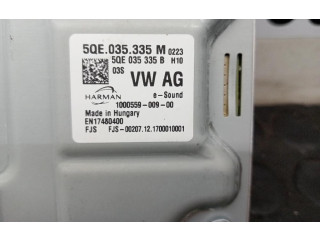 5QE.035.335 M 0223
5QE 035 335 B H10
03S
VW AG
HARMAN
e-Sound
1000559-009-00
Made in Hungary
EN17480400
FJS FJS-00207.12.1700010001